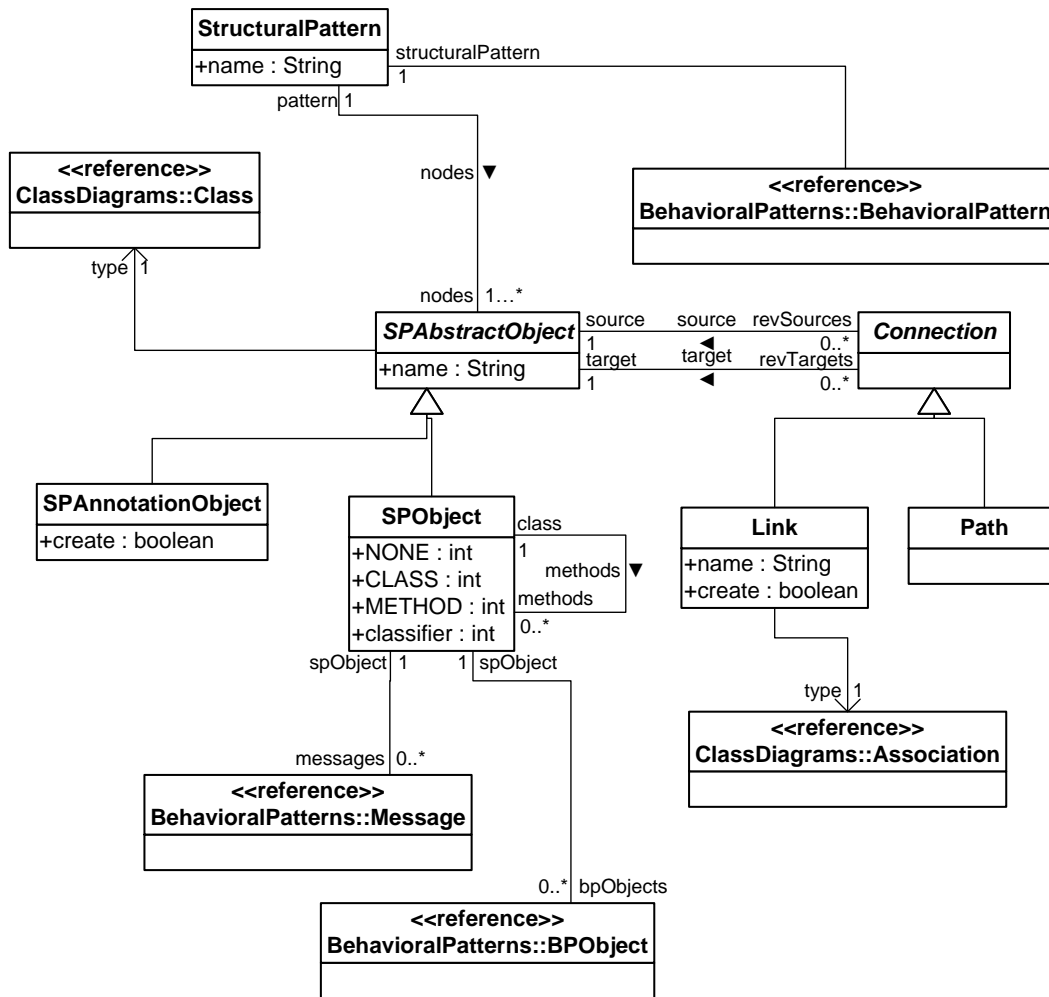 StructuralPattern
+name : String
structuralPattern
1
pattern 1
nodes ▼
<<reference>>
ClassDiagrams::Class
type 1
<<reference>>
BehavioralPatterns::BehavioralPattern
nodes 1...*
SPAbstractObject
+name : String
source source revSources
1 ◄ 0..*
target target revTargets
1 ◄ 0..*
Connection
SPAnnotationObject
+create : boolean
SPObject
+NONE : int
+CLASS : int
+METHOD : int
+classifier : int
class
1
methods ▼
methods
0..*
Link
+name : String
+create : boolean
Path
spObject 1
1 spObject
type 1
<<reference>>
ClassDiagrams::Association
messages 0..*
<<reference>>
BehavioralPatterns::Message
0..* bpObjects
<<reference>>
BehavioralPatterns::BPObject